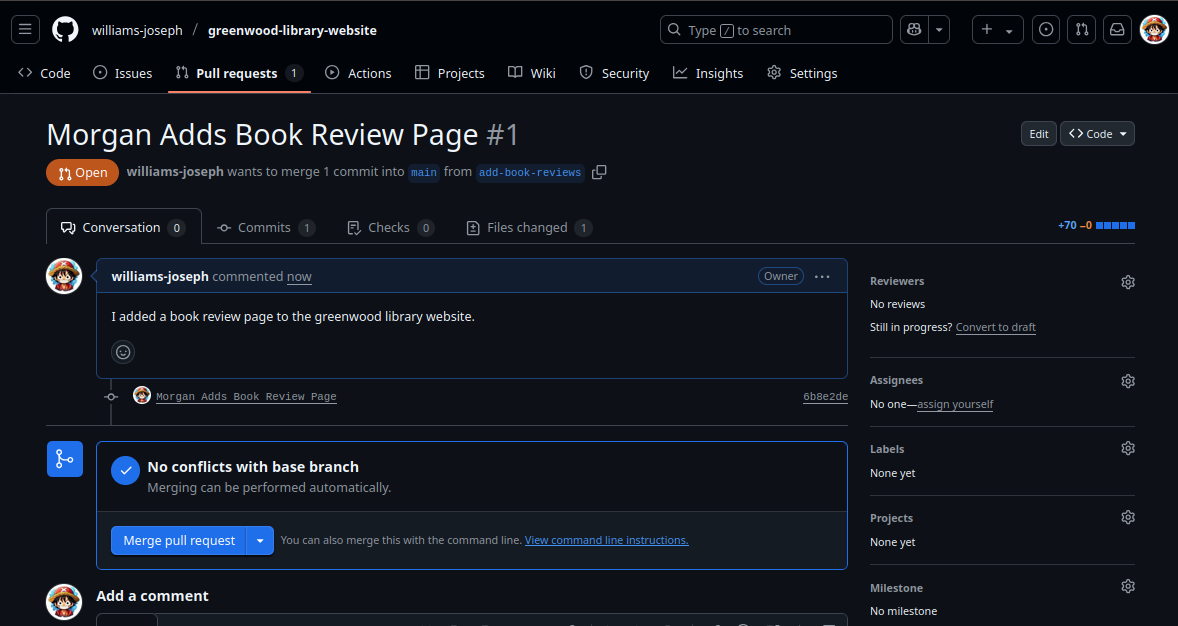 williams-joseph / greenwood-library-website
Type / to search
Code
Issues
Pull requests 1
Actions
Projects
Wiki
Security
Insights
Settings
Morgan Adds Book Review Page #1
Edit
Code
Open
williams-joseph wants to merge 1 commit into main from add-book-reviews
Conversation 0
Commits 1
Checks 0
Files changed 1
+70 −0
williams-joseph commented now
Owner
I added a book review page to the greenwood library website.
Morgan Adds Book Review Page
6b8e2de
No conflicts with base branch
Merging can be performed automatically.
Merge pull request
You can also merge this with the command line. View command line instructions.
Add a comment
Reviewers
No reviews
Still in progress? Convert to draft
Assignees
No one—assign yourself
Labels
None yet
Projects
None yet
Milestone
No milestone